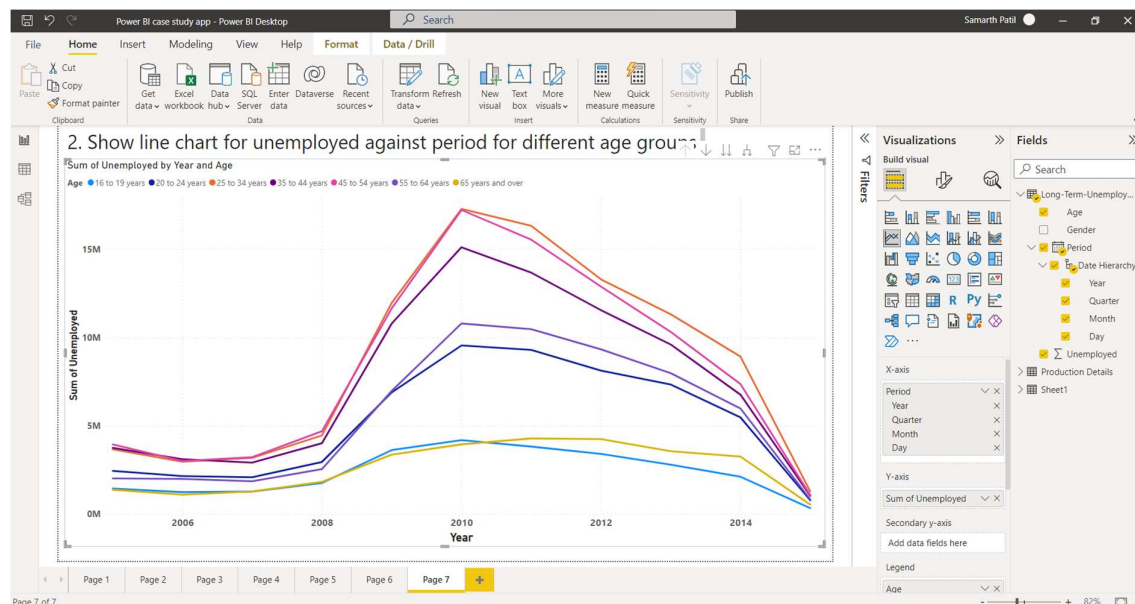 Power BI case study app - Power BI Desktop
Search
Samarth Patil
File Home Insert Modeling View Help Format Data / Drill
Paste
Cut
Copy
Format painter
Get data
Excel workbook
Data hub
SQL Server
Enter data
Dataverse
Recent sources
Transform data
Refresh
New visual
Text box
More visuals
New measure
Quick measure
Sensitivity
Publish
Clipboard Data Queries Insert Calculations Sensitivity Share
2. Show line chart for unemployed against period for different age groups
Sum of Unemployed by Year and Age
Age 16 to 19 years 20 to 24 years 25 to 34 years 35 to 44 years 45 to 54 years 55 to 64 years 65 years and over
Sum of Unemployed
15M
10M
5M
0M
2006 2008 2010 2012 2014
Year
Filters
Visualizations
Build visual
R Py
123
X-axis
Period
Year
Quarter
Month
Day
Y-axis
Sum of Unemployed
Secondary y-axis
Add data fields here
Legend
Age
Fields
Search
Long-Term-Unemploy...
Age
Gender
Period
Date Hierarchy
Year
Quarter
Month
Day
Σ Unemployed
Production Details
Sheet1
Page 1 Page 2 Page 3 Page 4 Page 5 Page 6 Page 7 +
Page 7 of 7
- + 82%